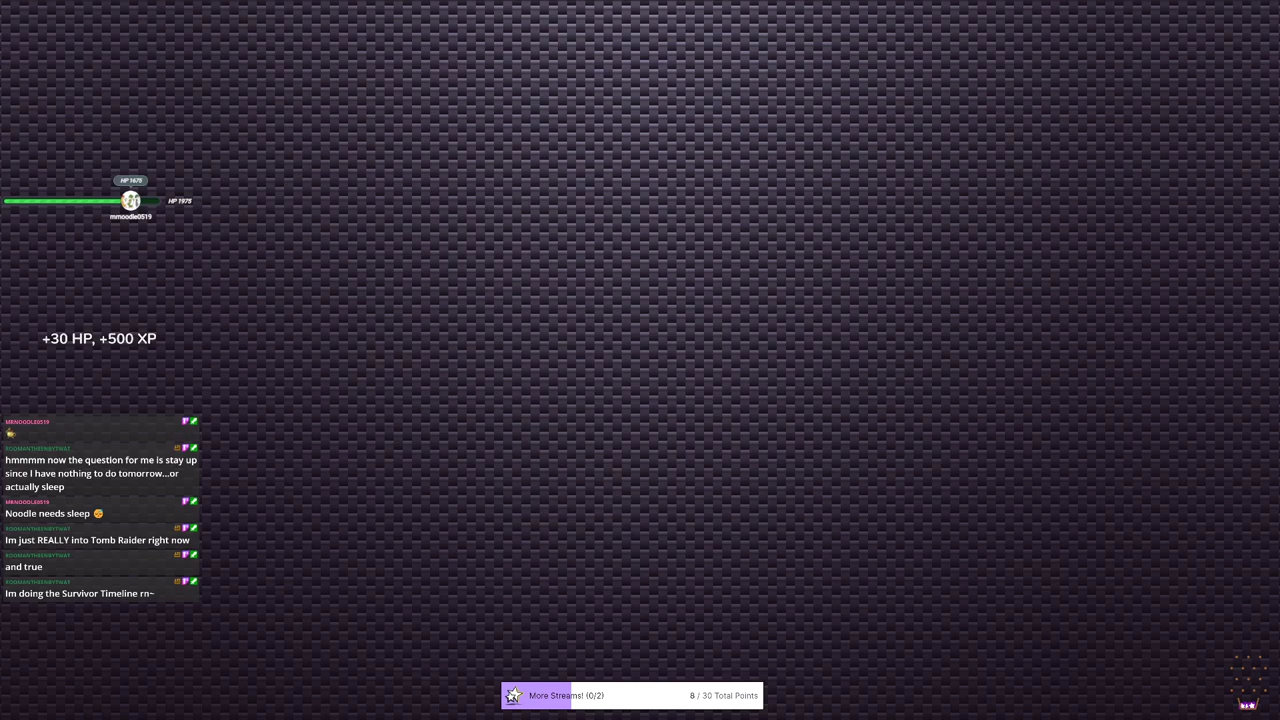 HP 1675
HP 1975
mmoodle0519
+30 HP, +500 XP
MRNOODLE0519
hmmmm now the question for me is stay up
since I have nothing to do tomorrow...or
actually sleep
MRNOODLE0519
Noodle needs sleep
Im just REALLY into Tomb Raider right now
and true
Im doing the Survivor Timeline rn~
More Streams! (0/2)
8 / 30 Total Points